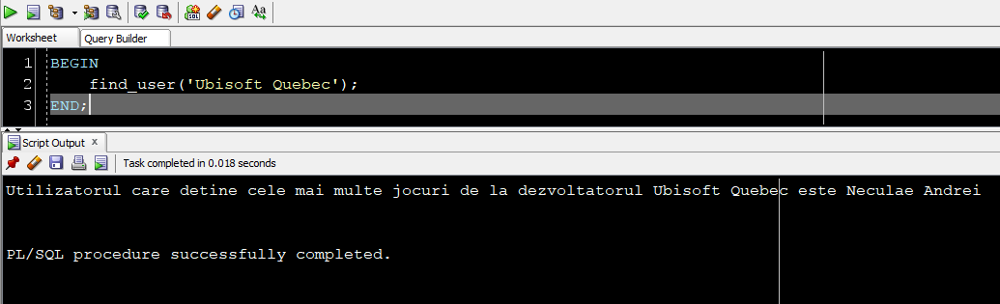 SQL
Aa
Worksheet
Query Builder
1 BEGIN
2 find_user('Ubisoft Quebec');
3 END;
Script Output x
Task completed in 0.018 seconds
Utilizatorul care detine cele mai multe jocuri de la dezvoltatorul Ubisoft Quebec este Neculae Andrei
PL/SQL procedure successfully completed.